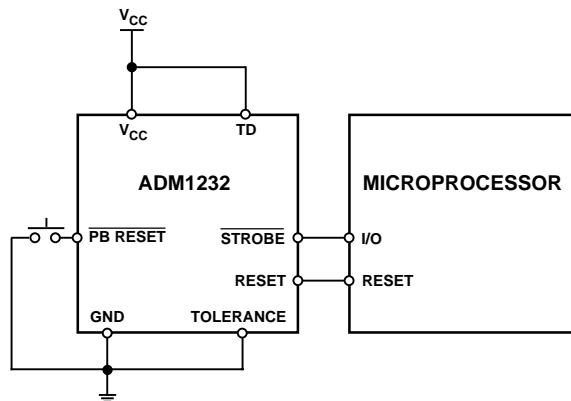 VCC
VCC
TD
ADM1232
MICROPROCESSOR
PB RESET
STROBE
I/O
RESET
RESET
GND
TOLERANCE